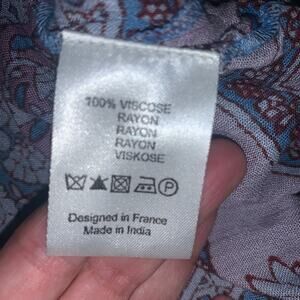 100% VISCOSE
RAYON
RAYON
RAYON
VISKOSE
P
Designed in France
Made in India